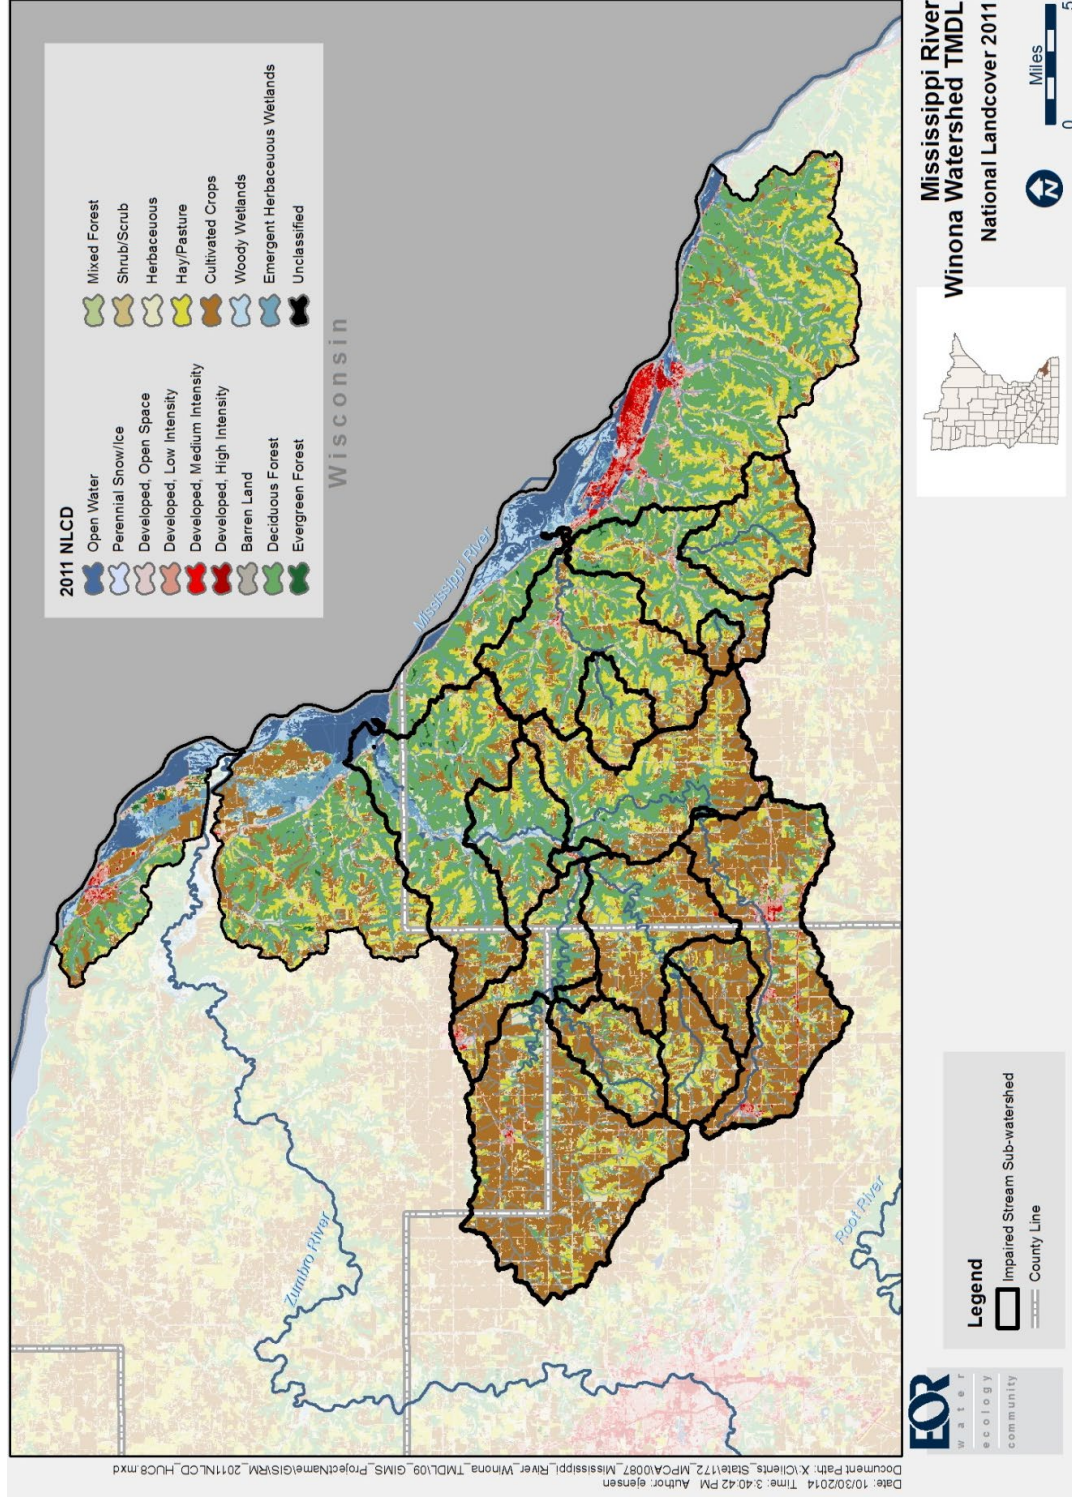 2011 NLCD
Open Water
Perennial Snow/Ice
Developed, Open Space
Developed, Low Intensity
Developed, Medium Intensity
Developed, High Intensity
Barren Land
Deciduous Forest
Evergreen Forest
Mixed Forest
Shrub/Scrub
Herbaceous
Hay/Pasture
Cultivated Crops
Woody Wetlands
Emergent Herbaceuous Wetlands
Unclassified
Wisconsin
Mississippi River
Zumbro River
Root River
EOR
water
ecology
community
Legend
Impaired Stream Sub-watershed
County Line
Mississippi River
Winona Watershed TMDL
National Landcover 2011
N
Miles
0 5
Date: 10/30/2014 Time: 3:40:42 PM Author: ejensen
Document Path: X:\Clients_State\172_MPCA\0087_Mississippi_River_Winona_TMDL\09_GIMS_ProjectName\GIS\RM_2011NLCD_HUC8.mxd